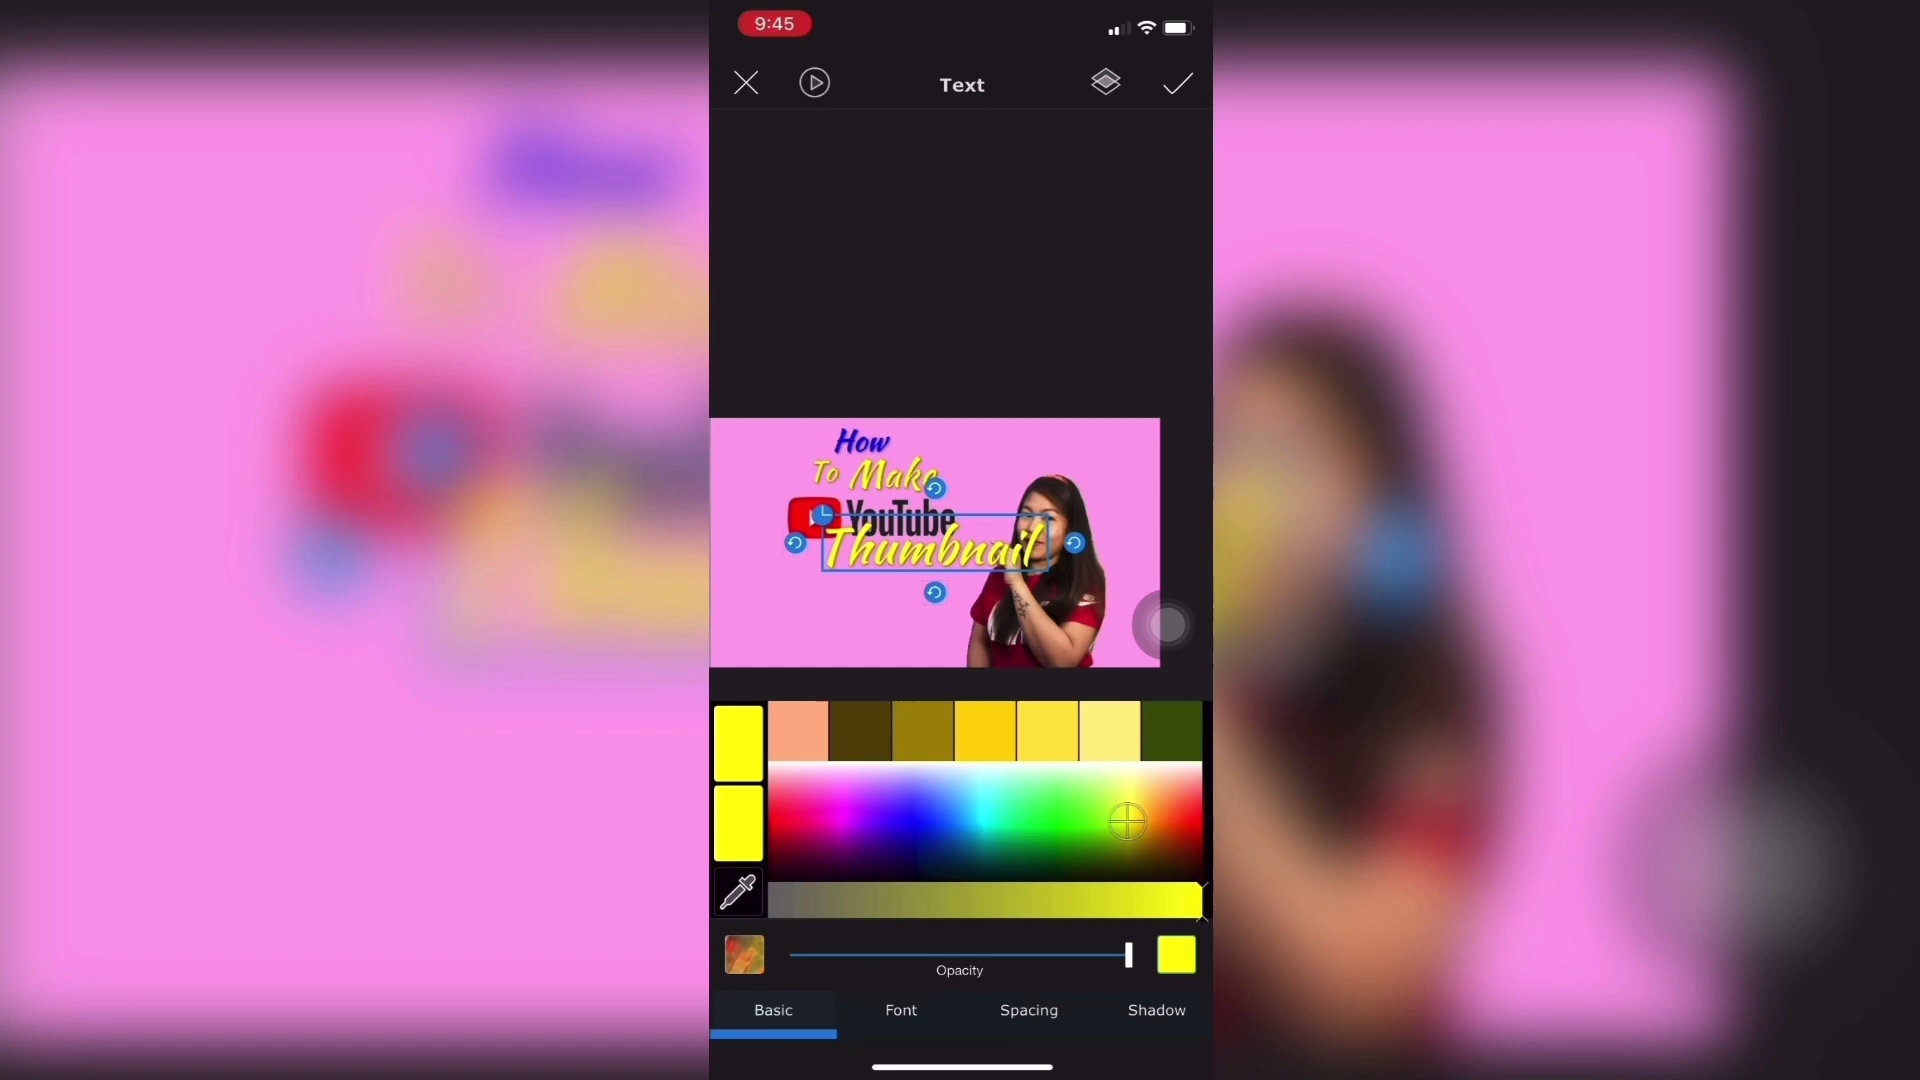 9:45
Text
How
To Make
YouTube
Thumbnail
Opacity
Basic Font Spacing Shadow